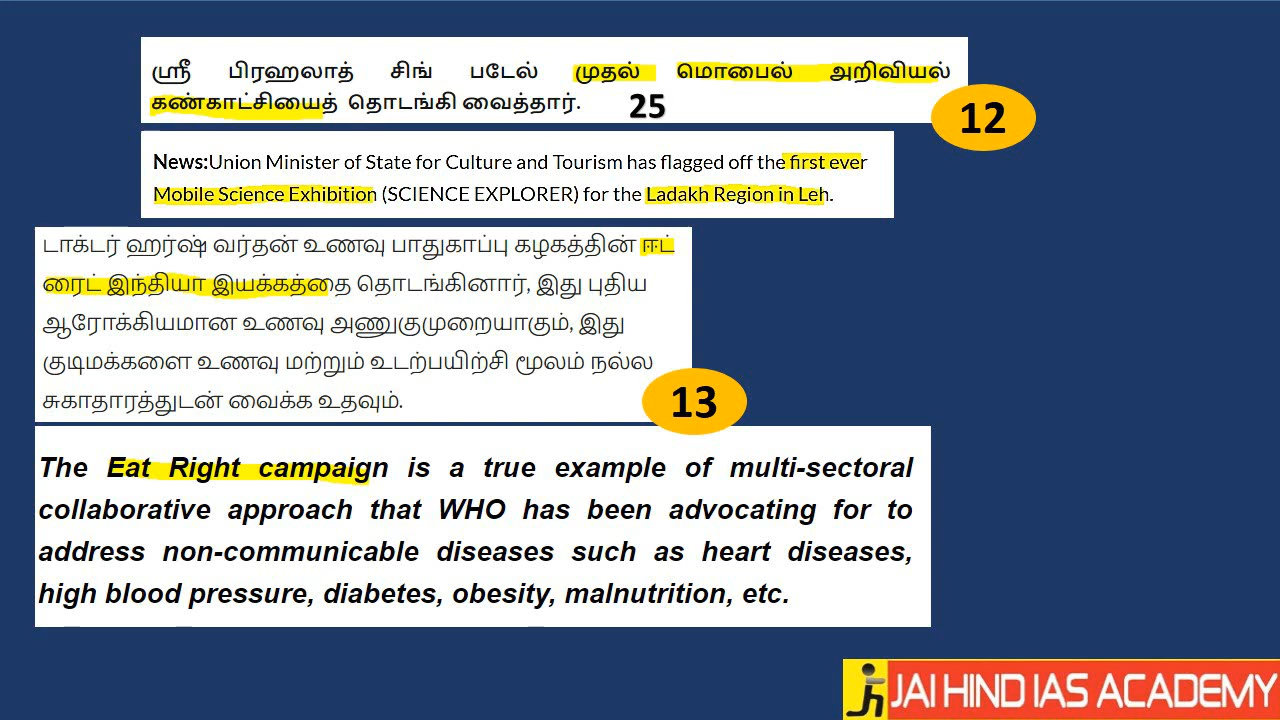 ஸ்ரீ பிரஹலாத் சிங் படேல் முதல் மொபைல் அறிவியல்
கண்காட்சியைத் தொடங்கி வைத்தார். 25
12
News:Union Minister of State for Culture and Tourism has flagged off the first ever
Mobile Science Exhibition (SCIENCE EXPLORER) for the Ladakh Region in Leh.
டாக்டர் ஹர்ஷ் வர்தன் உணவு பாதுகாப்பு கழகத்தின் ஈட்
ரைட் இந்தியா இயக்கத்தை தொடங்கினார், இது புதிய
ஆரோக்கியமான உணவு அணுகுமுறையாகும், இது
குடிமக்களை உணவு மற்றும் உடற்பயிற்சி மூலம் நல்ல
சுகாதாரத்துடன் வைக்க உதவும்.
13
The Eat Right campaign is a true example of multi-sectoral
collaborative approach that WHO has been advocating for to
address non-communicable diseases such as heart diseases,
high blood pressure, diabetes, obesity, malnutrition, etc.
JAI HIND IAS ACADEMY